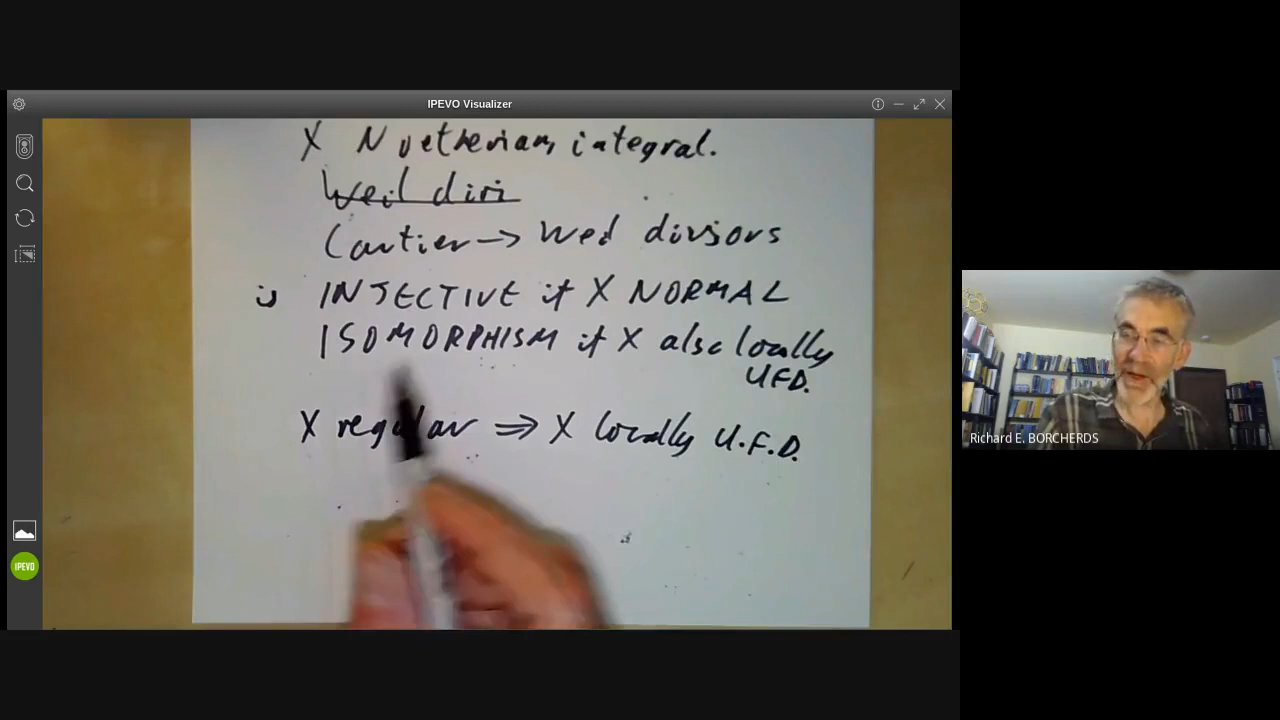 IPEVO Visualizer
X Noetherian, integral.
Weil divi
Cartier → Weil divisors
is INJECTIVE if X NORMAL
ISOMORPHISM if X also locally
UFD.
X regular ⇒ X locally U.F.D.
IPEVO
Richard E. BORCHERDS